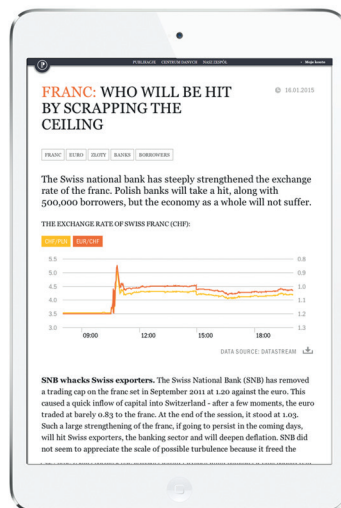 PUBLIKACJE CENTRUM DANYCH NASZ ZESPÓŁ
Moje konto
FRANC: WHO WILL BE HIT
BY SCRAPPING THE
CEILING
16.01.2015
FRANC EURO ZŁOTY BANKS BORROWERS
The Swiss national bank has steeply strengthened the exchange
rate of the franc. Polish banks will take a hit, along with
500,000 borrowers, but the economy as a whole will not suffer.
THE EXCHANGE RATE OF SWISS FRANC (CHF):
CHF/PLN EUR/CHF
5.5 0.8
5.0 0.9
4.5 1.0
4.0 1.1
3.5 1.2
3.0 1.3
09:00 12:00 15:00 18:00
DATA SOURCE: DATASTREAM
SNB whacks Swiss exporters. The Swiss National Bank (SNB) has removed
a trading cap on the franc set in September 2011 at 1.20 against the euro. This
caused a quick inflow of capital into Switzerland - after a few moments, the euro
traded at barely 0.83 to the franc. At the end of the session, it stood at 1.03.
Such a large strengthening of the franc, if going to persist in the coming days,
will hit Swiss exporters, the banking sector and will deepen deflation. SNB did
not seem to appreciate the scale of possible turbulence because it freed the